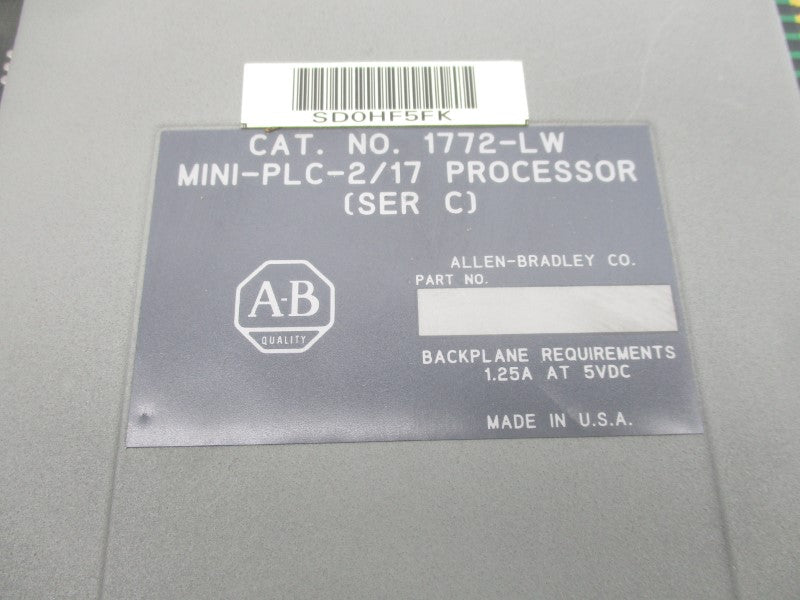 SD0HF5FK
CAT. NO. 1772-LW
MINI-PLC-2/17 PROCESSOR
(SER C)
ALLEN-BRADLEY CO.
PART NO.
A-B
QUALITY
BACKPLANE REQUIREMENTS
1.25A AT 5VDC
MADE IN U.S.A.